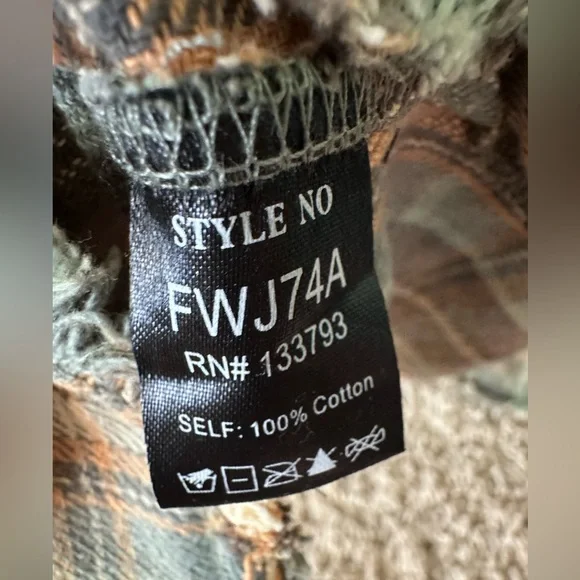 STYLE NO
FWJ74A
RN# 133793
SELF: 100% Cotton